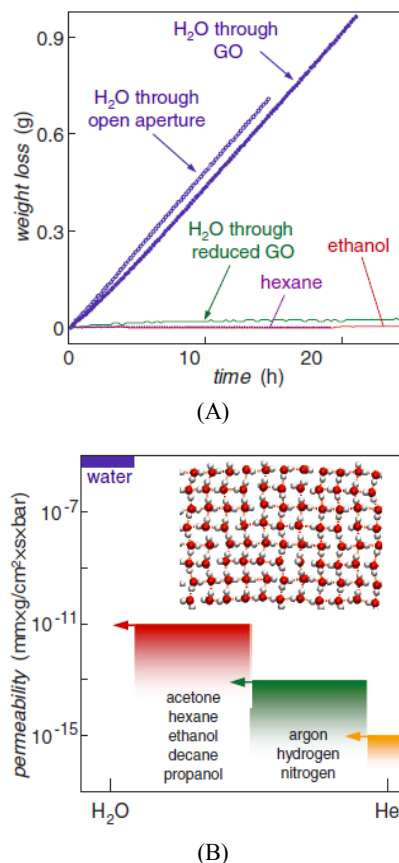 0.9
0.6
0.3
0
weight loss (g)
H₂O through
GO
H₂O through
open aperture
H₂O through
reduced GO
ethanol
hexane
0
10
20
time (h)
(A)
water
10⁻⁷
10⁻¹¹
10⁻¹⁵
permeability (mm×g/cm²×s×bar)
acetone
hexane
ethanol
decane
propanol
argon
hydrogen
nitrogen
H₂O
He
(B)